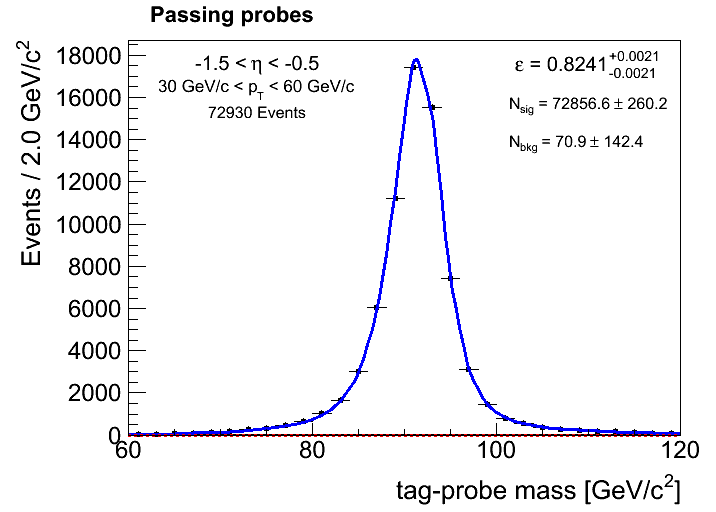 Passing probes
Events / 2.0 GeV/c²
18000
16000
14000
12000
10000
8000
6000
4000
2000
0
-1.5 < η < -0.5
30 GeV/c < p_T < 60 GeV/c
72930 Events
ε = 0.8241 +0.0021 -0.0021
N_sig = 72856.6 ± 260.2
N_bkg = 70.9 ± 142.4
60 80 100 120
tag-probe mass [GeV/c²]